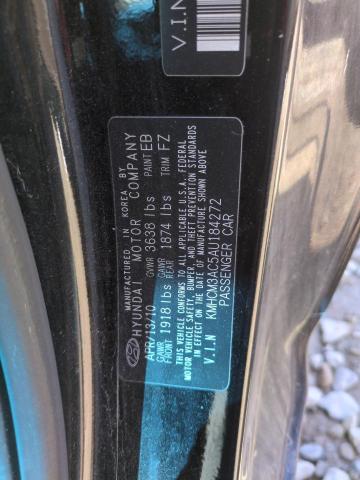 V.I.N
MANUFACTURED IN KOREA BY
HYUNDAI MOTOR COMPANY
APR/13/10 GVWR 3638 lbs PAINT EB
GAWR FRONT 1918 lbs GAWR REAR 1874 lbs TRIM FZ
THIS VEHICLE CONFORMS TO ALL APPLICABLE U.S.A. FEDERAL
MOTOR VEHICLE SAFETY, BUMPER, AND THEFT PREVENTION STANDARDS
IN EFFECT ON THE DATE OF MANUFACTURE SHOWN ABOVE
V.I.N KMHCM3AC5AU184272
PASSENGER CAR